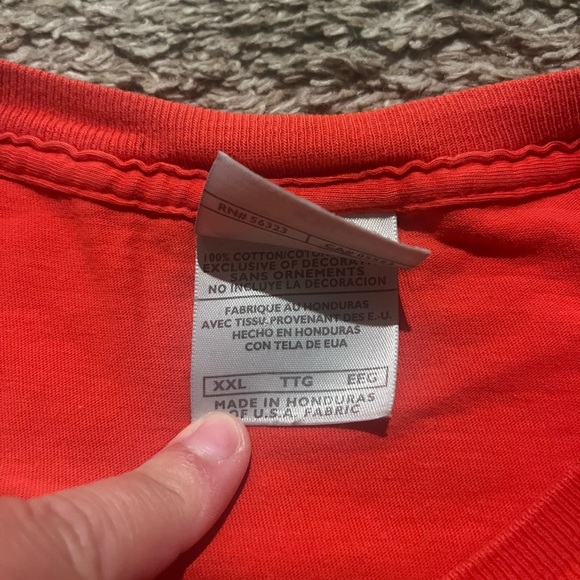 RN# 56323
100% COTTON/COTO
EXCLUSIVE OF DECORAT
SANS ORNEMENTS
NO INCLUYE LA DECORACION
FABRIQUE AU HONDURAS
AVEC TISSU PROVENANT DES E.-U.
HECHO EN HONDURAS
CON TELA DE EUA
XXL TTG EEG
MADE IN HONDURAS
OF U.S.A. FABRIC